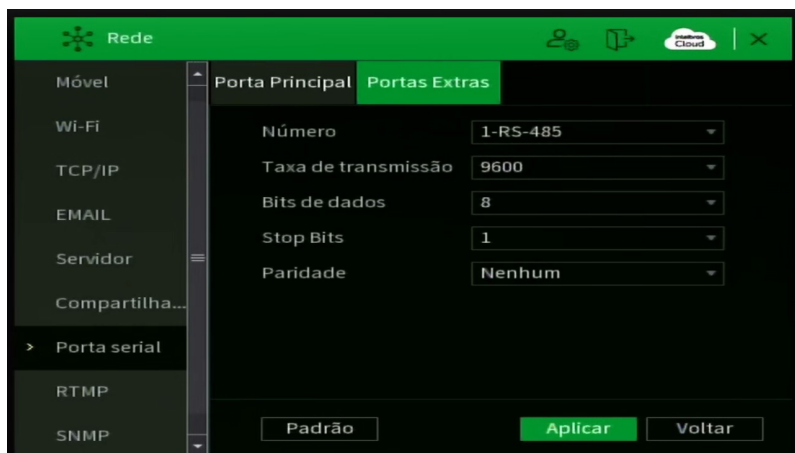 Rede
intelbras
Cloud
Móvel
Wi-Fi
TCP/IP
EMAIL
Servidor
Compartilha...
> Porta serial
RTMP
SNMP
Porta Principal Portas Extras
Número 1-RS-485
Taxa de transmissão 9600
Bits de dados 8
Stop Bits 1
Paridade Nenhum
Padrão Aplicar Voltar